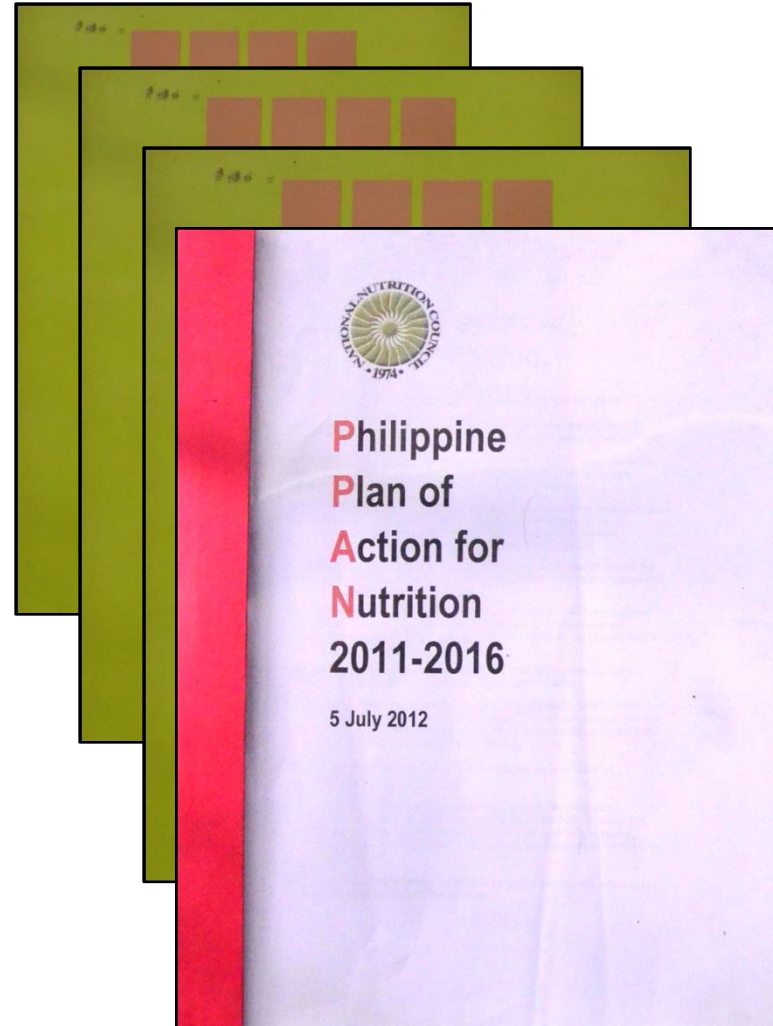 NATIONAL NUTRITION COUNCIL
•1974•
Philippine
Plan of
Action for
Nutrition
2011-2016
5 July 2012